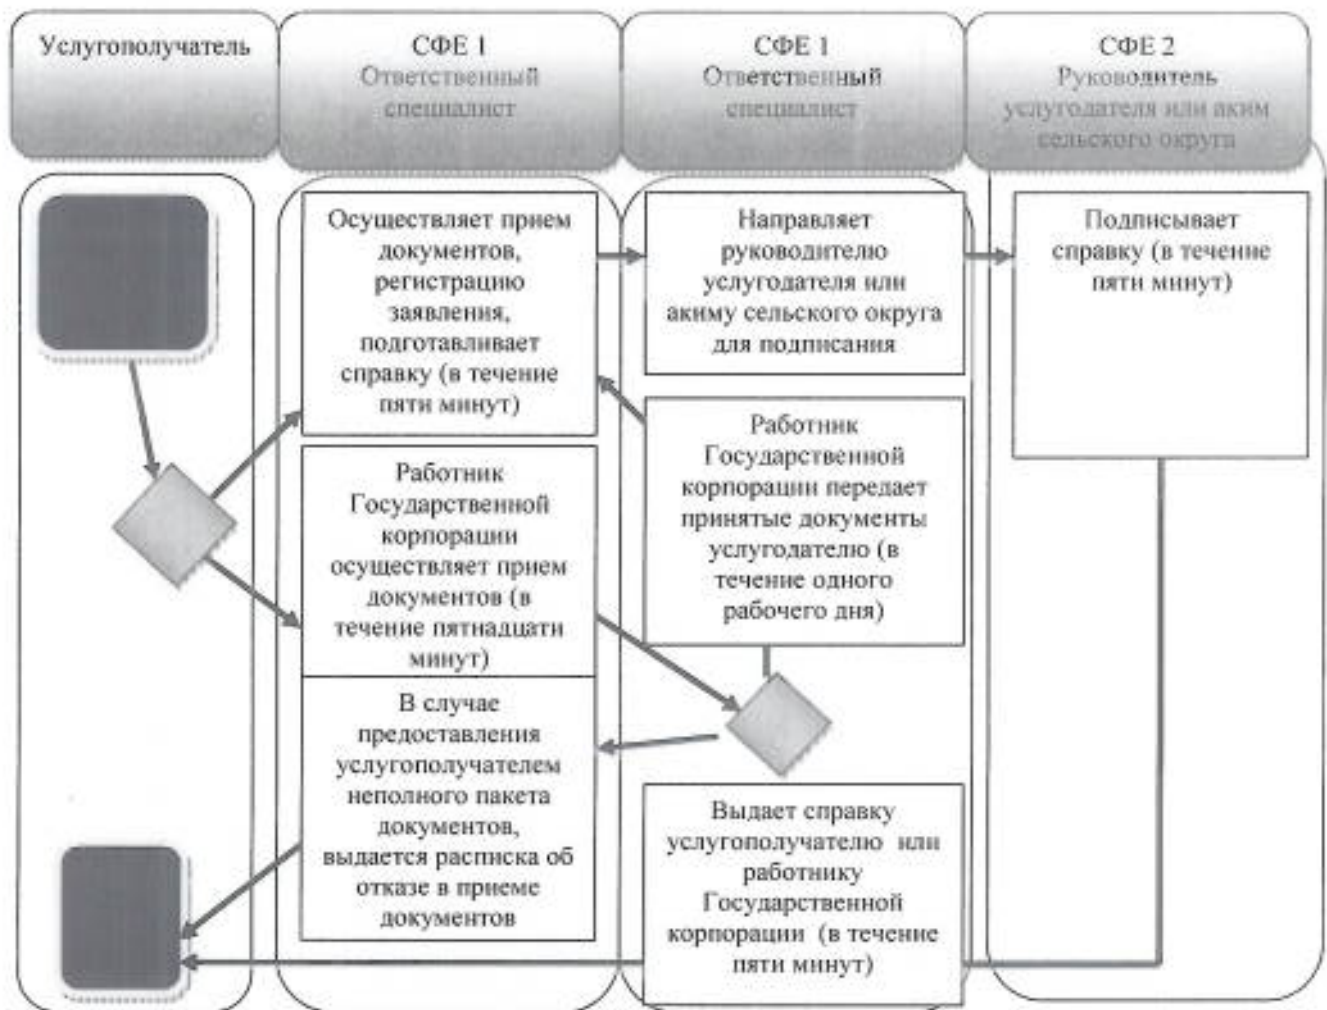 Услугополучатель
СФЕ 1
Ответственный
специалист
СФЕ 1
Ответственный
специалист
СФЕ 2
Руководитель
услугодателя или аким
сельского округа
Осуществляет прием
документов,
регистрацию
заявления,
подготавливает
справку (в течение
пяти минут)
Направляет
руководителю
услугодателя или
акиму сельского округа
для подписания
Подписывает
справку (в течение
пяти минут)
Работник
Государственной
корпорации
осуществляет прием
документов (в
течение пятнадцати
минут)
Работник
Государственной
корпорации передает
принятые документы
услугодателю (в
течение одного
рабочего дня)
В случае
предоставления
услугополучателем
неполного пакета
документов,
выдается расписка об
отказе в приеме
документов
Выдает справку
услугополучателю или
работнику
Государственной
корпорации (в течение
пяти минут)